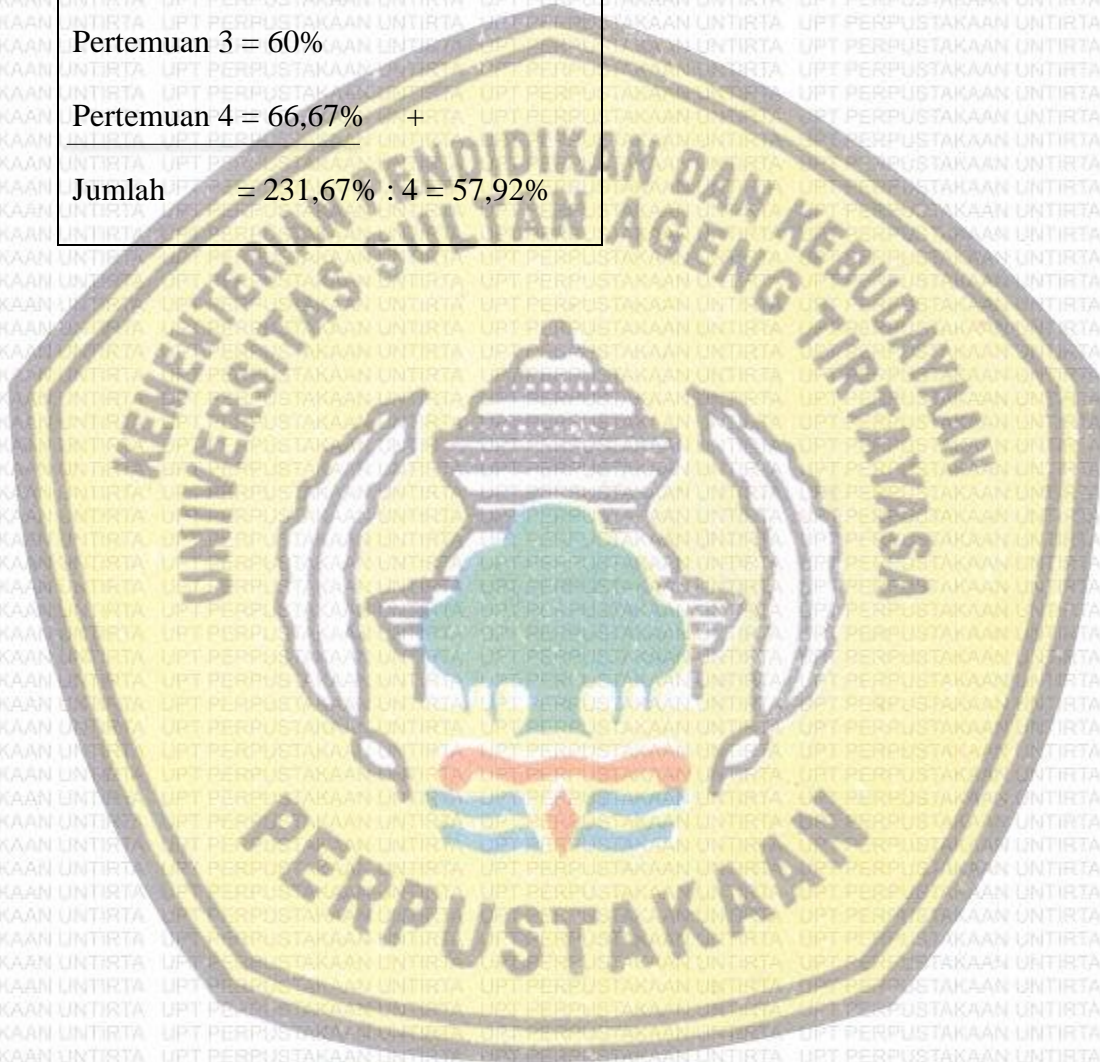 Pertemuan 3 = 60%
Pertemuan 4 = 66,67% +
Jumlah = 231,67% : 4 = 57,92%
KEMENTERIAN PENDIDIKAN DAN KEBUDAYAAN
UNIVERSITAS SULTAN AGENG TIRTAYASA
PERPUSTAKAAN